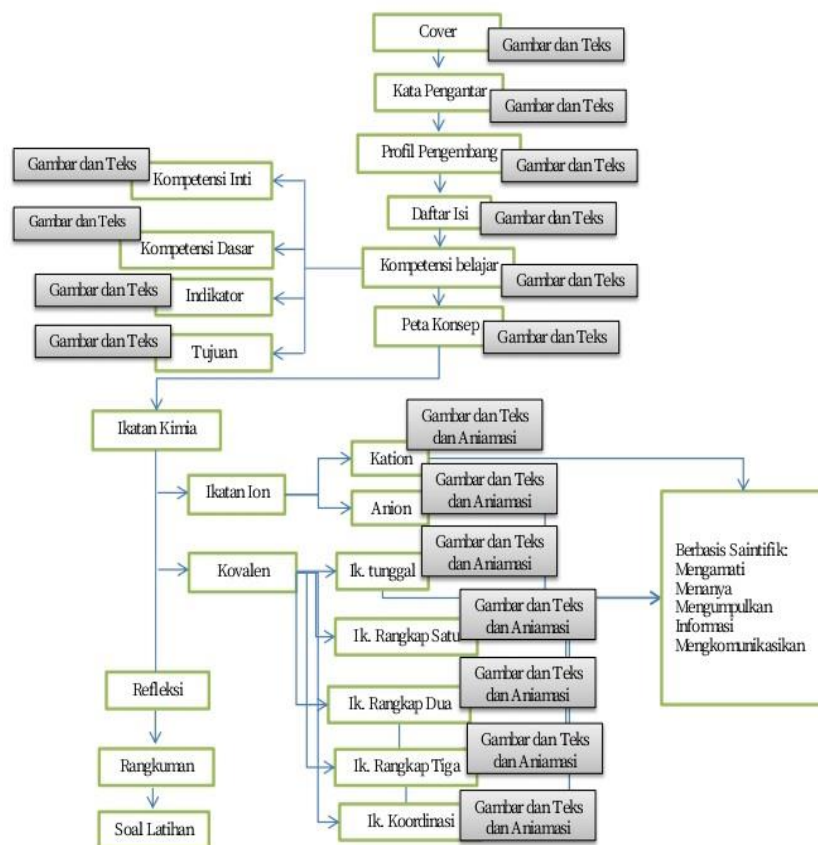 Cover
Gambar dan Teks
Kata Pengantar
Gambar dan Teks
Profil Pengembang
Gambar dan Teks
Gambar dan Teks
Kompetensi Inti
Daftar Isi
Gambar dan Teks
Gambar dan Teks
Kompetensi Dasar
Kompetensi belajar
Gambar dan Teks
Gambar dan Teks
Indikator
Peta Konsep
Gambar dan Teks
Gambar dan Teks
Tujuan
Ikatan Kimia
Gambar dan Teks
dan Aniamasi
Kation
Ikatan Ion
Gambar dan Teks
dan Aniamasi
Anion
Gambar dan Teks
dan Aniamasi
Kovalen
Ik. tunggal
Berbasis Saintifik:
Mengamati
Menanya
Mengumpulkan
Informasi
Mengkomunikasikan
Gambar dan Teks
dan Aniamasi
Ik. Rangkap Satu
Gambar dan Teks
dan Aniamasi
Refleksi
Ik. Rangkap Dua
Gambar dan Teks
dan Aniamasi
Rangkuman
Ik. Rangkap Tiga
Gambar dan Teks
dan Aniamasi
Soal Latihan
Ik. Koordinasi